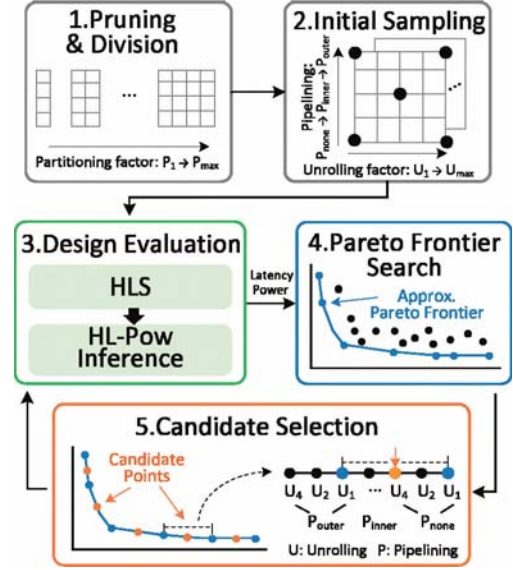 1.Pruning
& Division
...
Partitioning factor: P₁ → Pₘₐₓ
2.Initial Sampling
Pipelining:
Pnone → Pinner → Pouter
...
Unrolling factor: U₁ → Uₘₐₓ
3.Design Evaluation
HLS
HL-Pow
Inference
Latency
Power
4.Pareto Frontier
Search
Approx.
Pareto Frontier
5.Candidate Selection
Candidate
Points
U₄ U₂ U₁ ... U₄ U₂ U₁
Pouter Pinner Pnone
U: Unrolling P: Pipelining